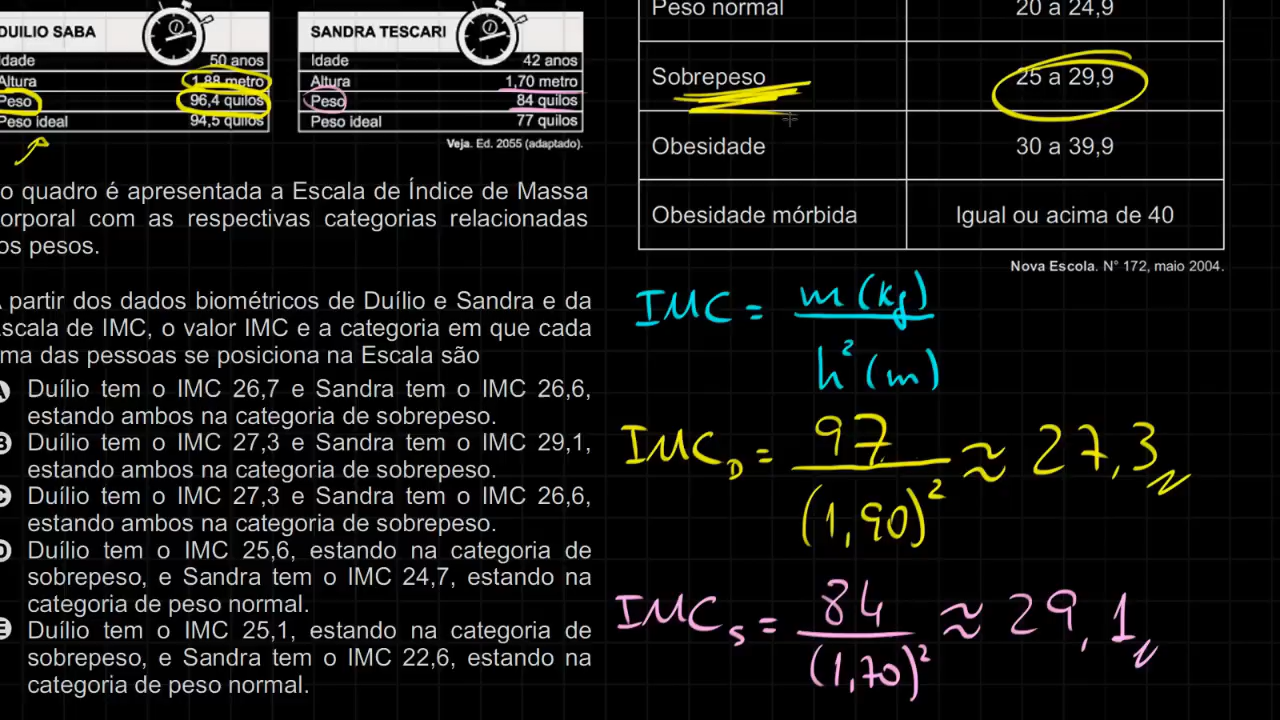 DUILIO SABA
Idade 50 anos
Altura 1,88 metro
Peso 96,4 quilos
Peso ideal 94,5 quilos
SANDRA TESCARI
Idade 42 anos
Altura 1,70 metro
Peso 84 quilos
Peso ideal 77 quilos
Veja. Ed. 2055 (adaptado).
o quadro é apresentada a Escala de Índice de Massa
orporal com as respectivas categorias relacionadas
os pesos.
partir dos dados biométricos de Duílio e Sandra e da
scala de IMC, o valor IMC e a categoria em que cada
ma das pessoas se posiciona na Escala são
A Duílio tem o IMC 26,7 e Sandra tem o IMC 26,6,
estando ambos na categoria de sobrepeso.
B Duílio tem o IMC 27,3 e Sandra tem o IMC 29,1,
estando ambos na categoria de sobrepeso.
C Duílio tem o IMC 27,3 e Sandra tem o IMC 26,6,
estando ambos na categoria de sobrepeso.
D Duílio tem o IMC 25,6, estando na categoria de
sobrepeso, e Sandra tem o IMC 24,7, estando na
categoria de peso normal.
E Duílio tem o IMC 25,1, estando na categoria de
sobrepeso, e Sandra tem o IMC 22,6, estando na
categoria de peso normal.
Peso normal 20 a 24,9
Sobrepeso 25 a 29,9
Obesidade 30 a 39,9
Obesidade mórbida Igual ou acima de 40
Nova Escola. N° 172, maio 2004.
IMC = m (kg) / h² (m)
IMC_D = 97 / (1,90)² ≈ 27,3
IMC_S = 84 / (1,70)² ≈ 29,1